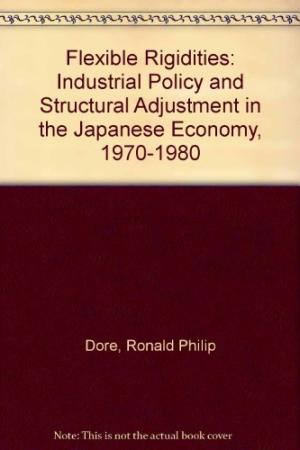 Flexible Rigidities:
Industrial Policy and
Structural Adjustment in
the Japanese Economy,
1970-1980
Dore, Ronald Philip
Note: This is not the actual book cover